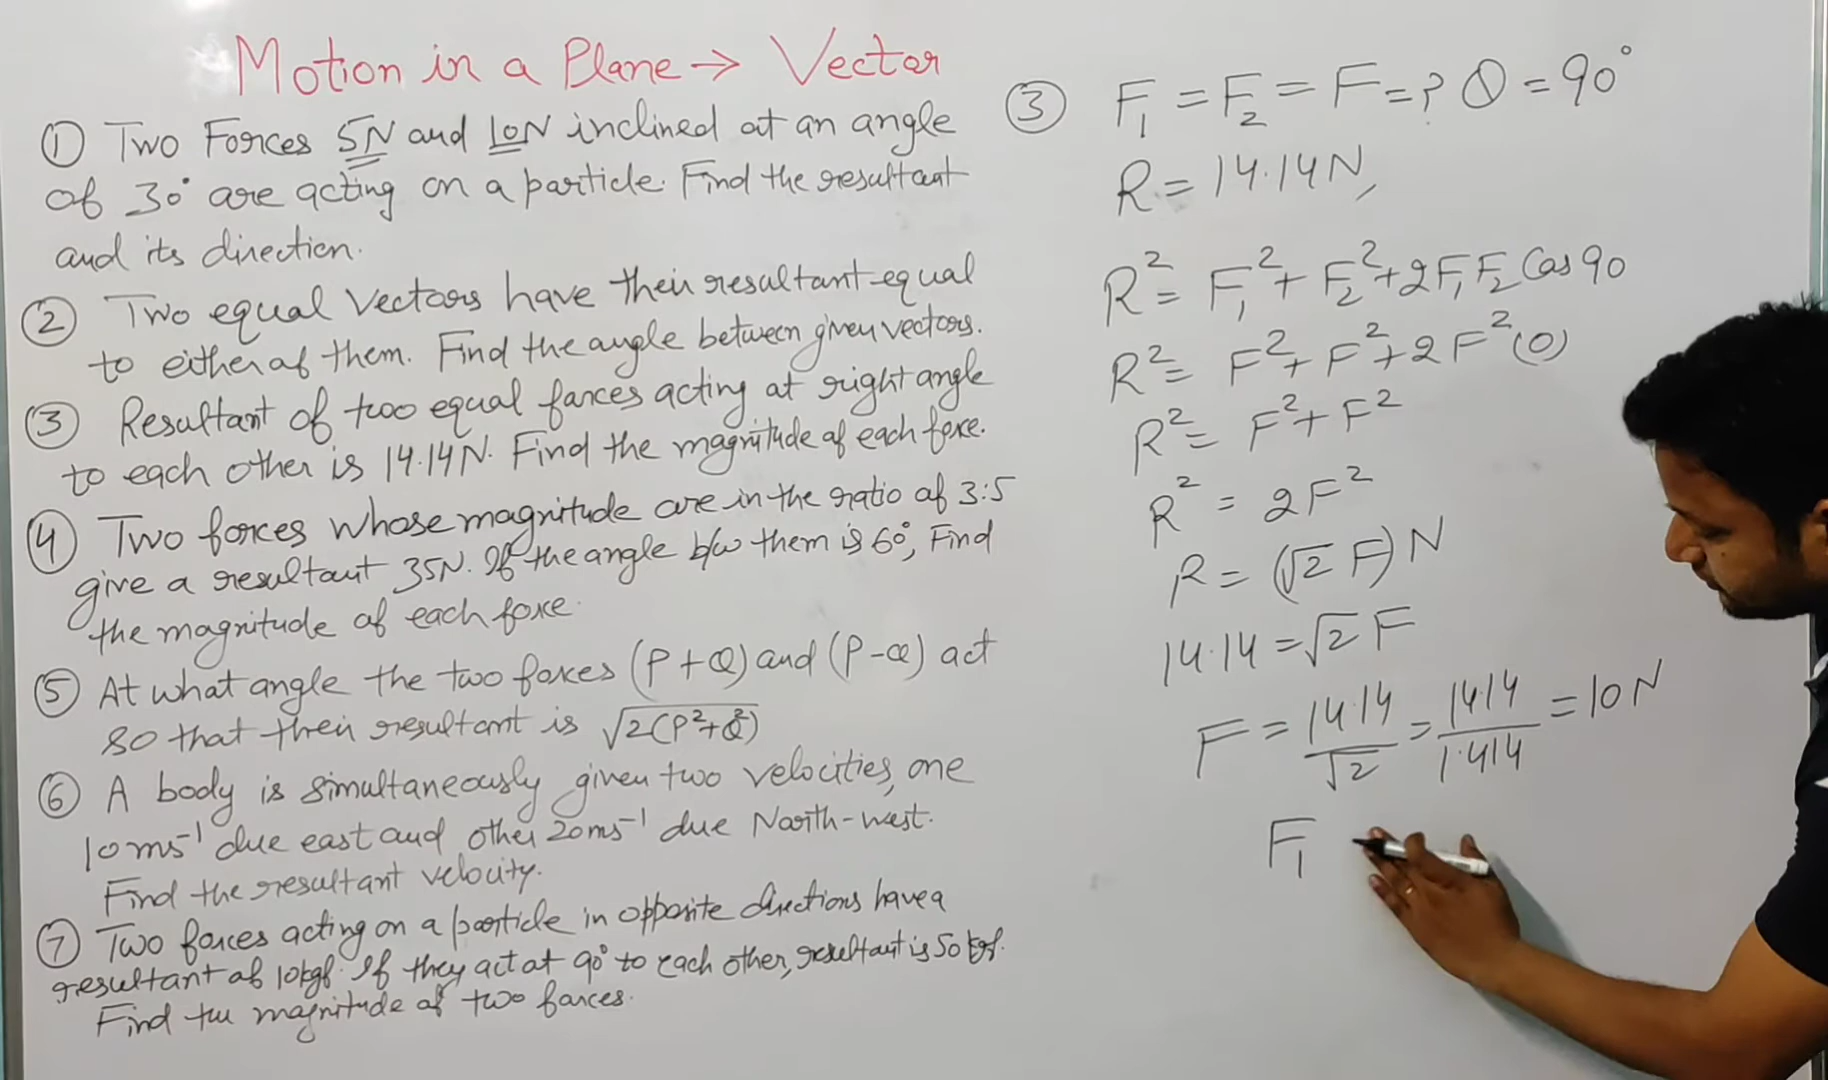 Motion in a Plane → Vector
① Two Forces 5N and 10N inclined at an angle
of 30° are acting on a particle. Find the resultant
and its direction.
② Two equal Vectors have their resultant equal
to either of them. Find the angle between given vectors.
③ Resultant of two equal forces acting at right angle
to each other is 14.14N. Find the magnitude of each force.
④ Two forces whose magnitude are in the ratio of 3:5
give a resultant 35N. If the angle b/w them is 60°, Find
the magnitude of each force.
⑤ At what angle the two forces (P+Q) and (P-Q) act
so that their resultant is √2(P²+Q²)
⑥ A body is simultaneously given two velocities, one
10ms⁻¹ due east and other 20ms⁻¹ due North-west.
Find the resultant velocity.
⑦ Two forces acting on a particle in opposite directions have a
resultant of 10kgf. If they act at 90° to each other, resultant is 50kgf.
Find the magnitude of two forces.
③ F₁ = F₂ = F = ? θ = 90°
R = 14.14N,
R² = F₁² + F₂² + 2F₁F₂ Cos 90
R² = F² + F² + 2F²(0)
R² = F² + F²
R² = 2F²
R = (√2 F) N
14.14 = √2 F
F = 14.14/√2 = 14.14/1.414 = 10N
F₁